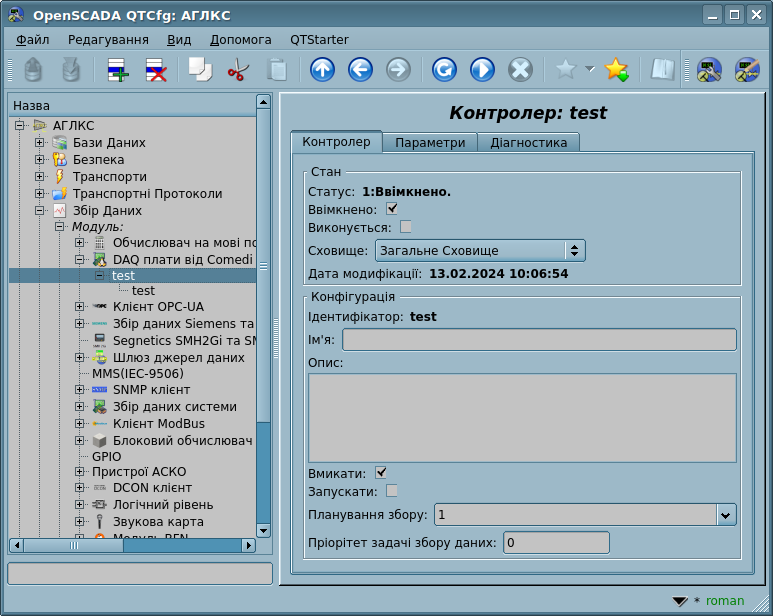 OpenSCADA QTCfg: АГЛКС
Файл Редагування Вид Допомога QTStarter
Назва
АГЛКС
Бази Даних
Безпека
Транспорти
Транспортні Протоколи
Збір Даних
Модуль:
Обчислювач на мові по
DAQ плати від Comedi
test
test
Клієнт OPC-UA
Збір даних Siemens та
Segnetics SMH2Gi та SM
Шлюз джерел даних
MMS(IEC-9506)
SNMP клієнт
Збір даних системи
Клієнт ModBus
Блоковий обчислювач
GPIO
Пристрої АСКО
DCON клієнт
Логічний рівень
Звукова карта
Модуль BFN
Контролер: test
Контролер Параметри Діагностика
Стан
Статус: 1:Ввімкнено.
Ввімкнено:
Виконується:
Сховище: Загальне Сховище
Дата модифікації: 13.02.2024 10:06:54
Конфігурація
Ідентифікатор: test
Ім'я:
Опис:
Вмикати:
Запускати:
Планування збору: 1
Пріорітет задачі збору даних: 0
* roman